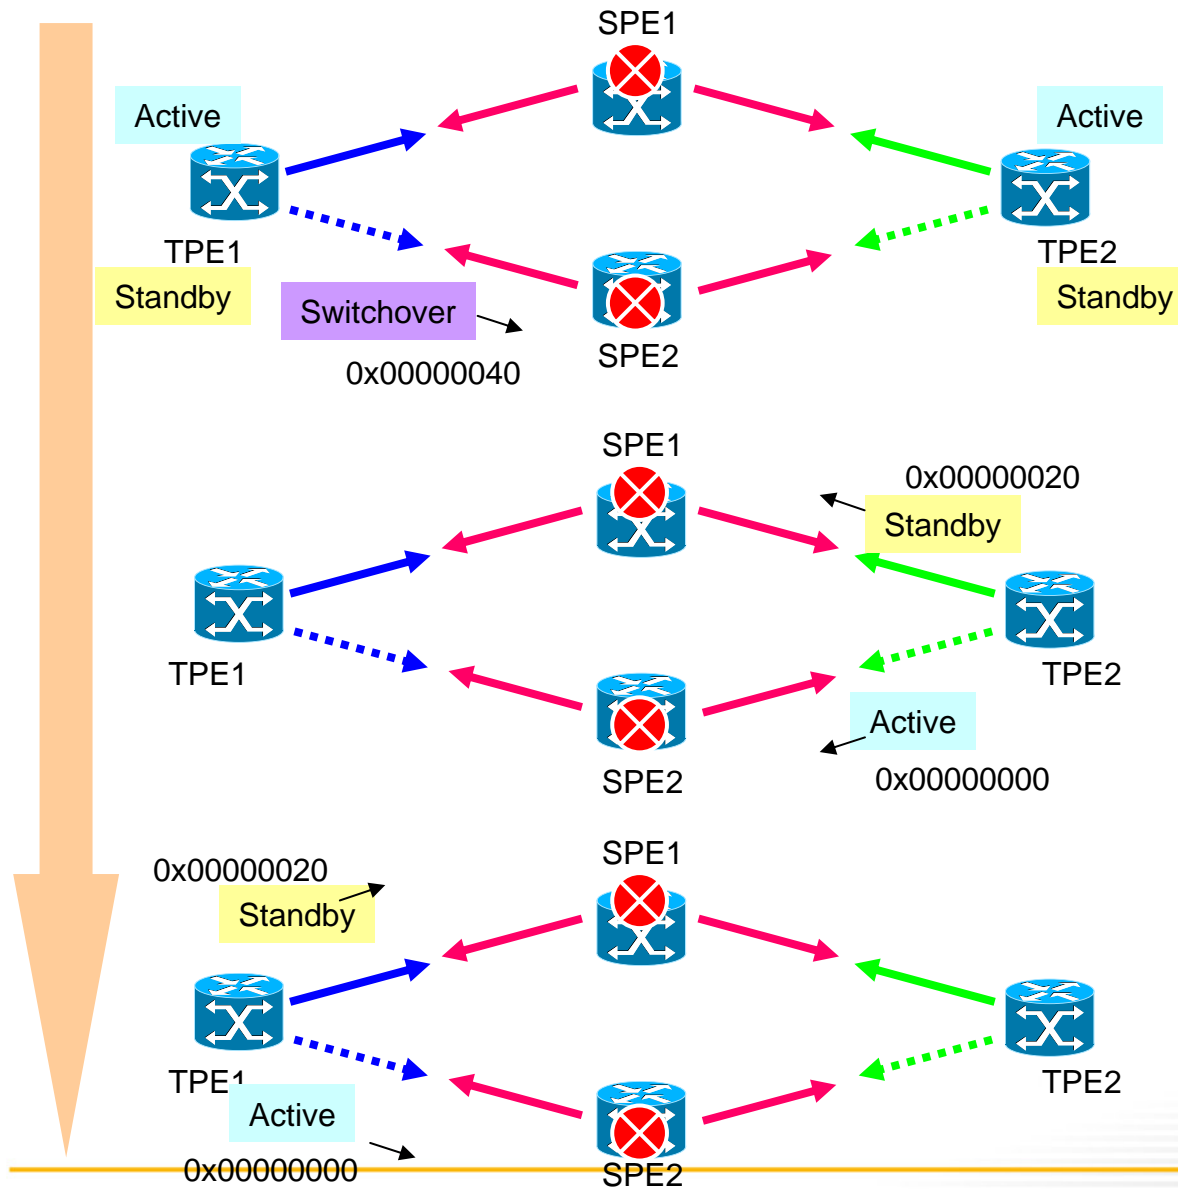 SPE1
Active
Active
TPE1
TPE2
Standby
Switchover
Standby
SPE2
0x00000040
SPE1
0x00000020
Standby
TPE1
TPE2
Active
SPE2
0x00000000
SPE1
0x00000020
Standby
TPE1
TPE2
Active
0x00000000
SPE2